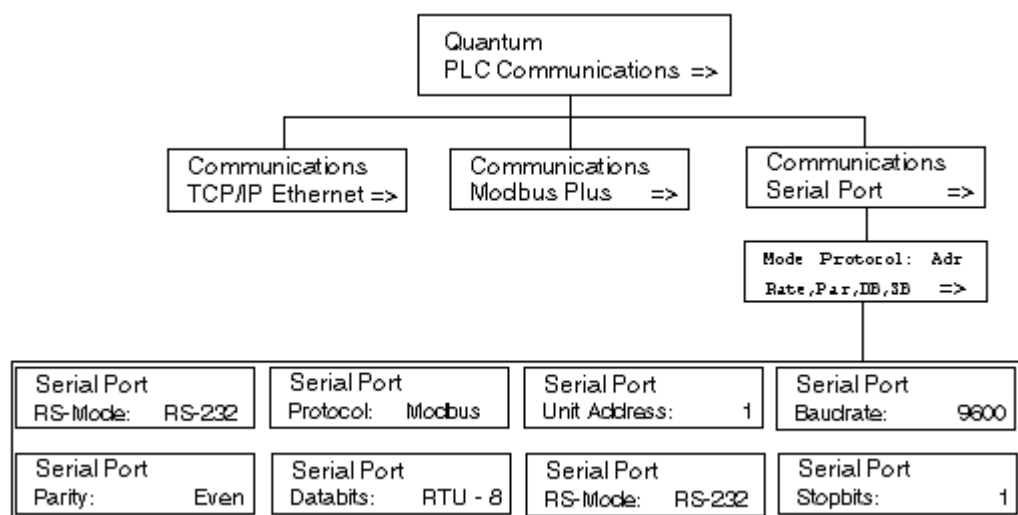 Quantum
PLC Communications =>
Communications
TCP/IP Ethernet =>
Communications
Modbus Plus =>
Communications
Serial Port =>
Mode Protocol: Adr
Rate,Par,DB,SB =>
Serial Port
RS-Mode: RS-232
Serial Port
Protocol: Modbus
Serial Port
Unit Address: 1
Serial Port
Baudrate: 9600
Serial Port
Parity: Even
Serial Port
Databits: RTU - 8
Serial Port
RS-Mode: RS-232
Serial Port
Stopbits: 1